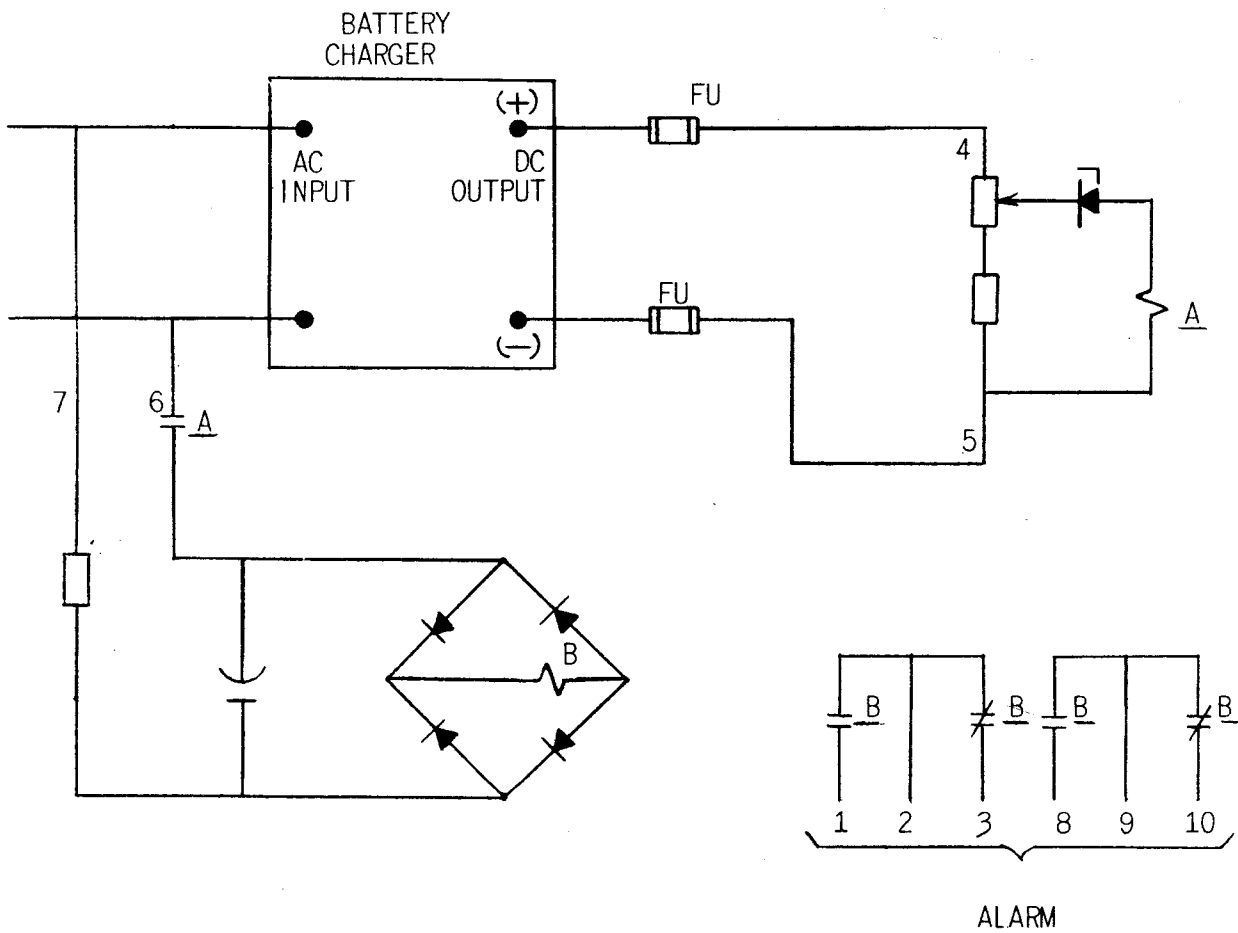 BATTERY
CHARGER
(+)
FU
AC
INPUT
DC
OUTPUT
4
FU
(—)
A
7
6
A
5
B
B
B
B
B
1 2 3 8 9 10
ALARM